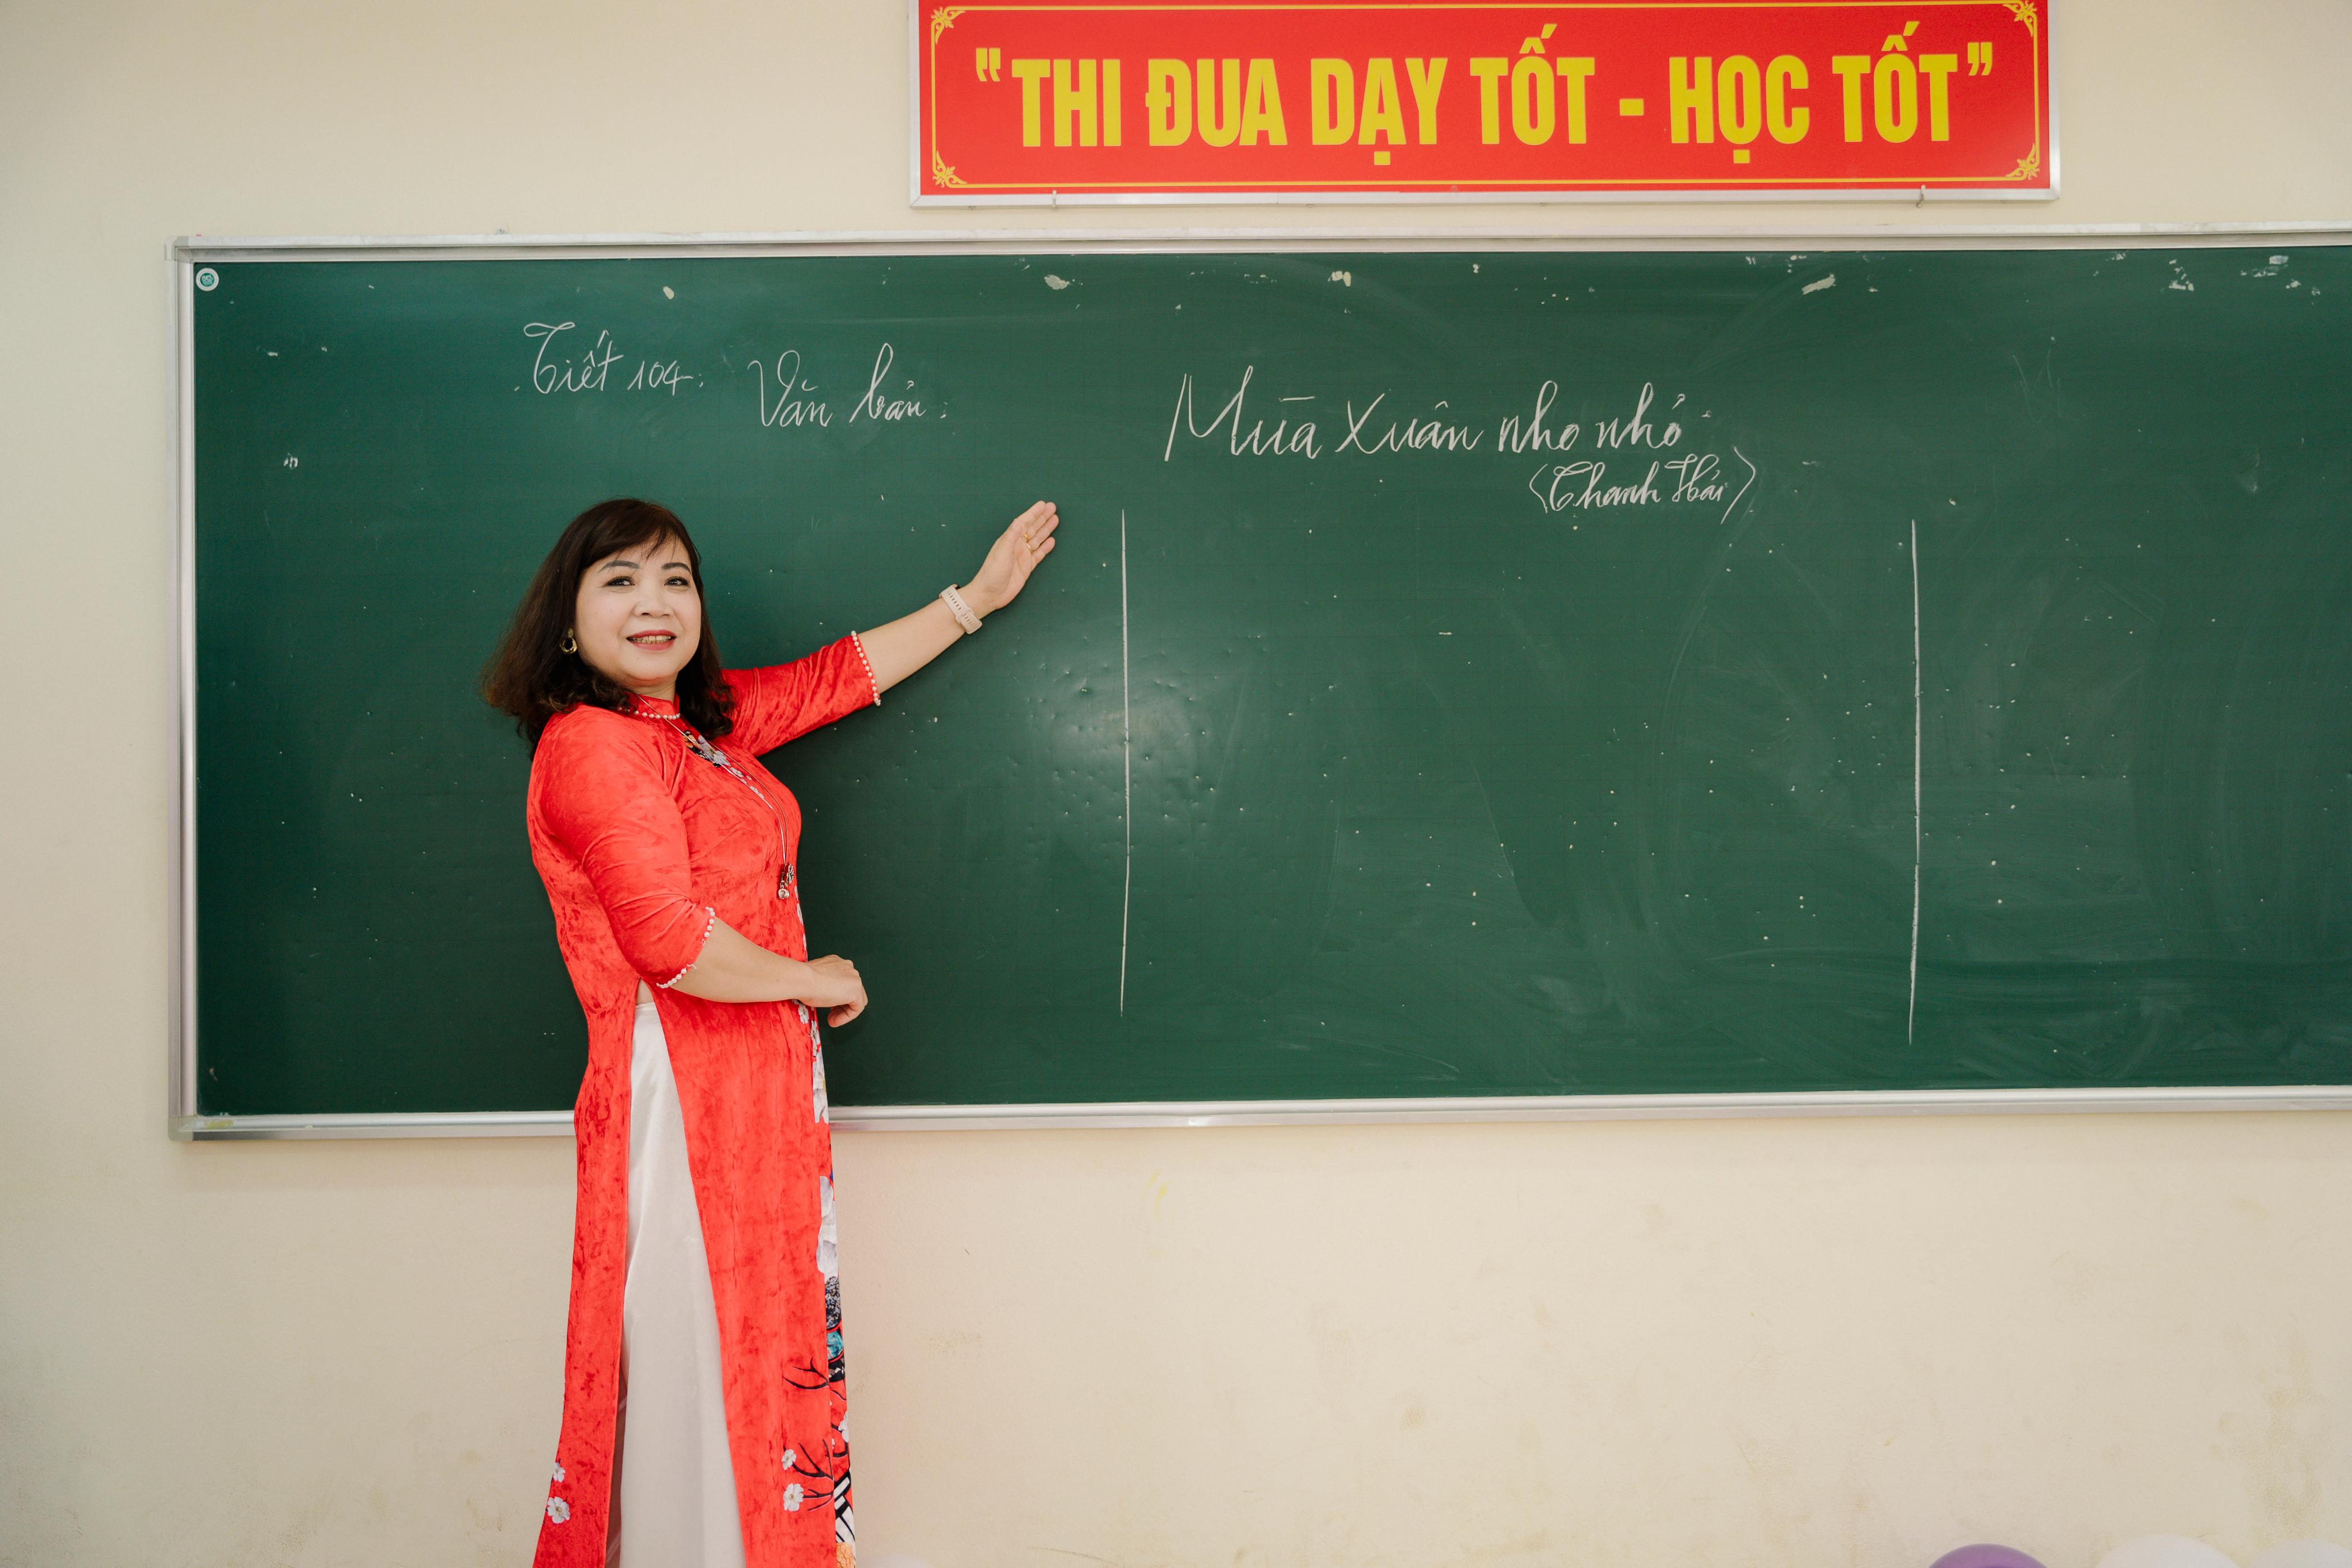 "THI ĐUA DẠY TỐT - HỌC TỐT"
Tiết 104: Văn bản: Mùa Xuân nho nhỏ
(Thanh Hải)